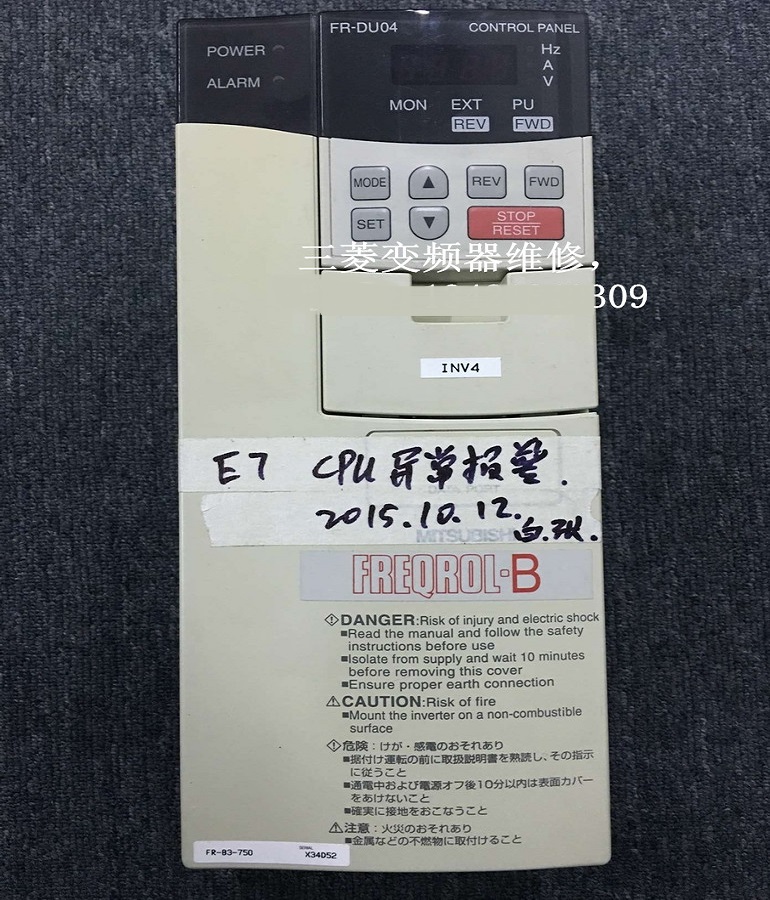 FR-DU04 CONTROL PANEL
POWER
ALARM
Hz
A
V
MON EXT PU
REV FWD
MODE REV FWD
SET STOP
RESET
三菱变频器维修，
309
INV4
E7 CPU异常报警.
DATA PORT
2015.10.12.
MITSUBISHI
FREQROL-B
DANGER:Risk of injury and electric shock
■Read the manual and follow the safety
instructions before use
■Isolate from supply and wait 10 minutes
before removing this cover
■Ensure proper earth connection
CAUTION:Risk of fire
■Mount the inverter on a non-combustible
surface
危険：けが・感電のおそれあり
■据付け運転の前に取扱説明書を熟読し、その指示
に従うこと
■通電中および電源オフ後10分以内は表面カバー
をあけないこと
■確実に接地をおこなうこと
注意：火災のおそれあり
■金属などの不燃物に取付けること
FR-B3-750 SERIAL X34D52